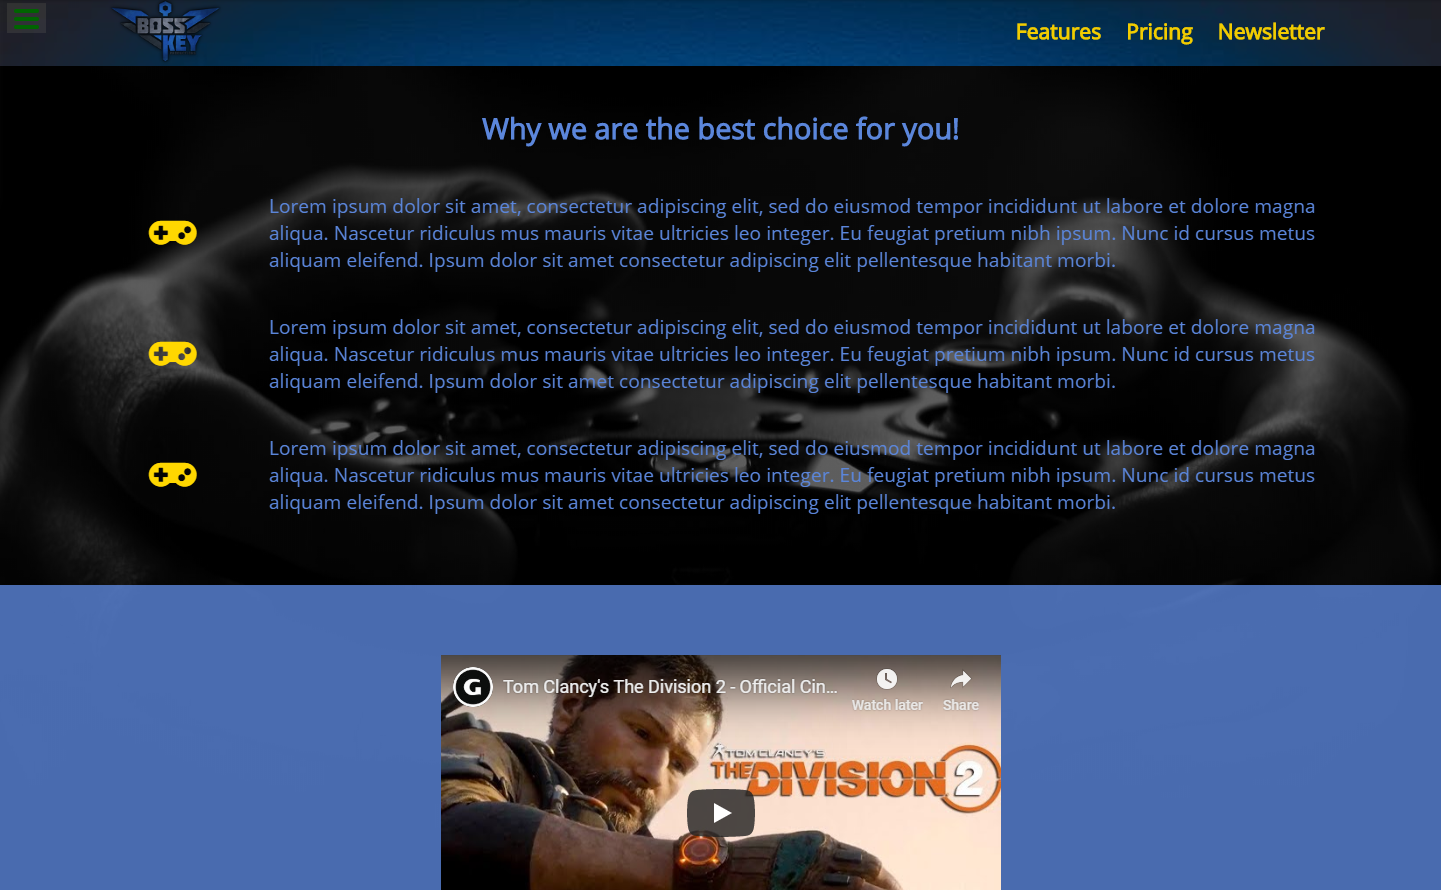 BOSS
KEY
Features Pricing Newsletter
Why we are the best choice for you!
Lorem ipsum dolor sit amet, consectetur adipiscing elit, sed do eiusmod tempor incididunt ut labore et dolore magna
aliqua. Nascetur ridiculus mus mauris vitae ultricies leo integer. Eu feugiat pretium nibh ipsum. Nunc id cursus metus
aliquam eleifend. Ipsum dolor sit amet consectetur adipiscing elit pellentesque habitant morbi.
Lorem ipsum dolor sit amet, consectetur adipiscing elit, sed do eiusmod tempor incididunt ut labore et dolore magna
aliqua. Nascetur ridiculus mus mauris vitae ultricies leo integer. Eu feugiat pretium nibh ipsum. Nunc id cursus metus
aliquam eleifend. Ipsum dolor sit amet consectetur adipiscing elit pellentesque habitant morbi.
Lorem ipsum dolor sit amet, consectetur adipiscing elit, sed do eiusmod tempor incididunt ut labore et dolore magna
aliqua. Nascetur ridiculus mus mauris vitae ultricies leo integer. Eu feugiat pretium nibh ipsum. Nunc id cursus metus
aliquam eleifend. Ipsum dolor sit amet consectetur adipiscing elit pellentesque habitant morbi.
G Tom Clancy's The Division 2 - Official Cin...
Watch later Share
TOM CLANCY'S
THE DIVISION 2